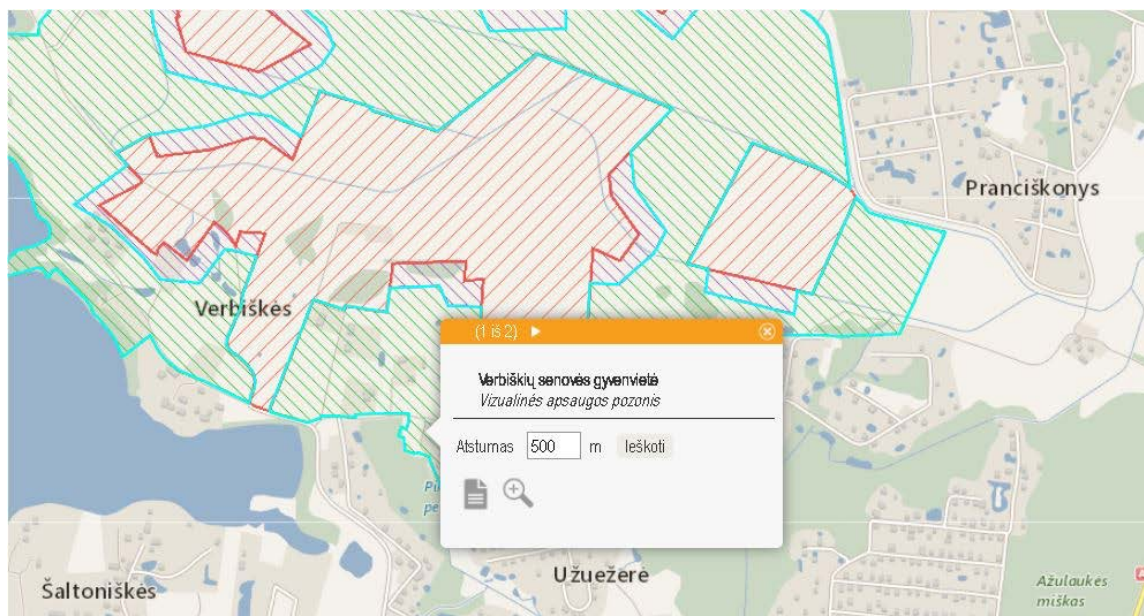 Pranciškonys
Verbiškės
(1 iš 2)
Verbiškių senovės gyvenvietė
Vizualinės apsaugos pozonis
Atstumas 500 m Ieškoti
Užuežerė
Šaltoniškės
Ažulaukės
miškas